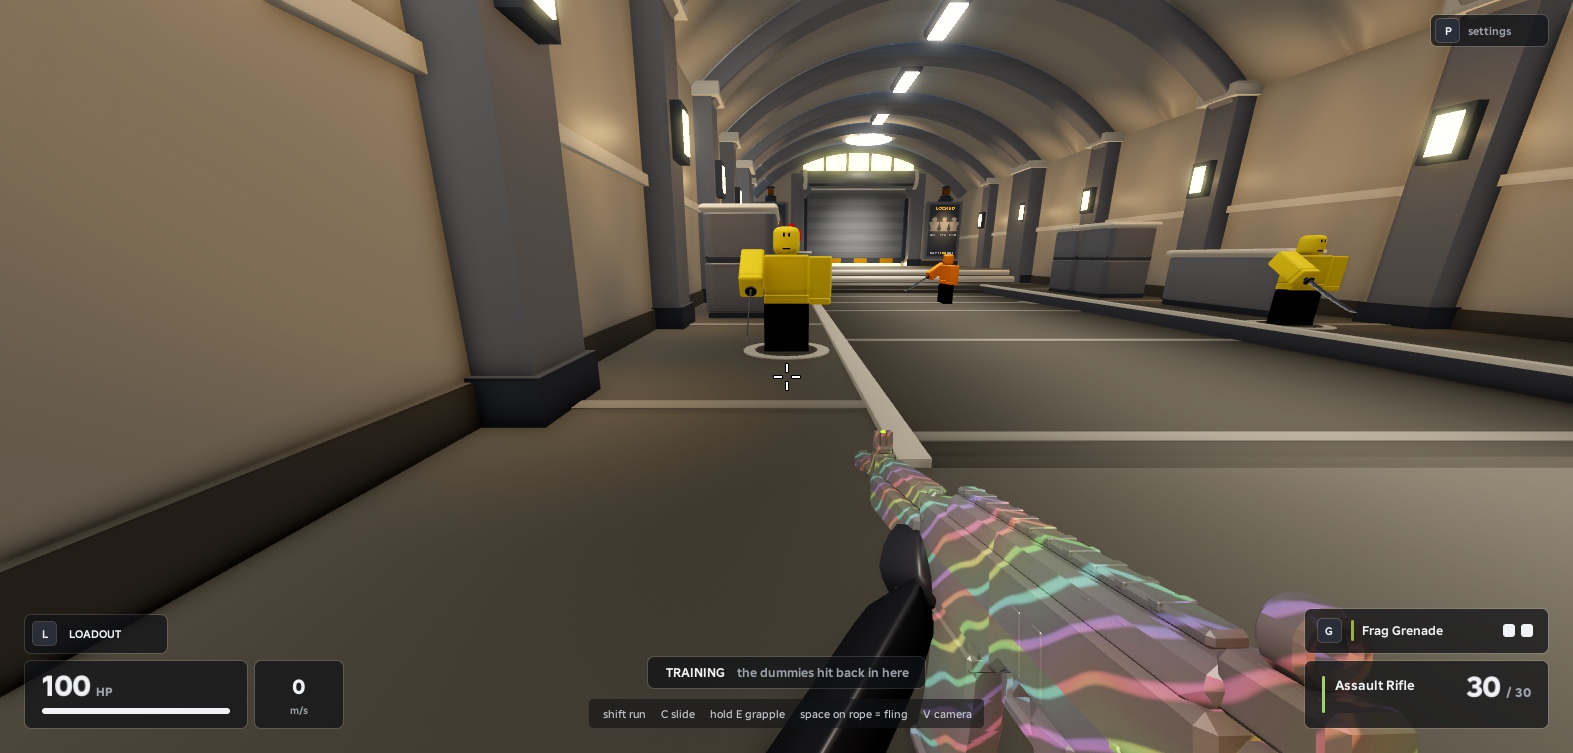 P settings
LOCKED
L LOADOUT
100 HP
0
m/s
TRAINING the dummies hit back in here
shift run C slide hold E grapple space on rope = fling V camera
G Frag Grenade
Assault Rifle 30 / 30